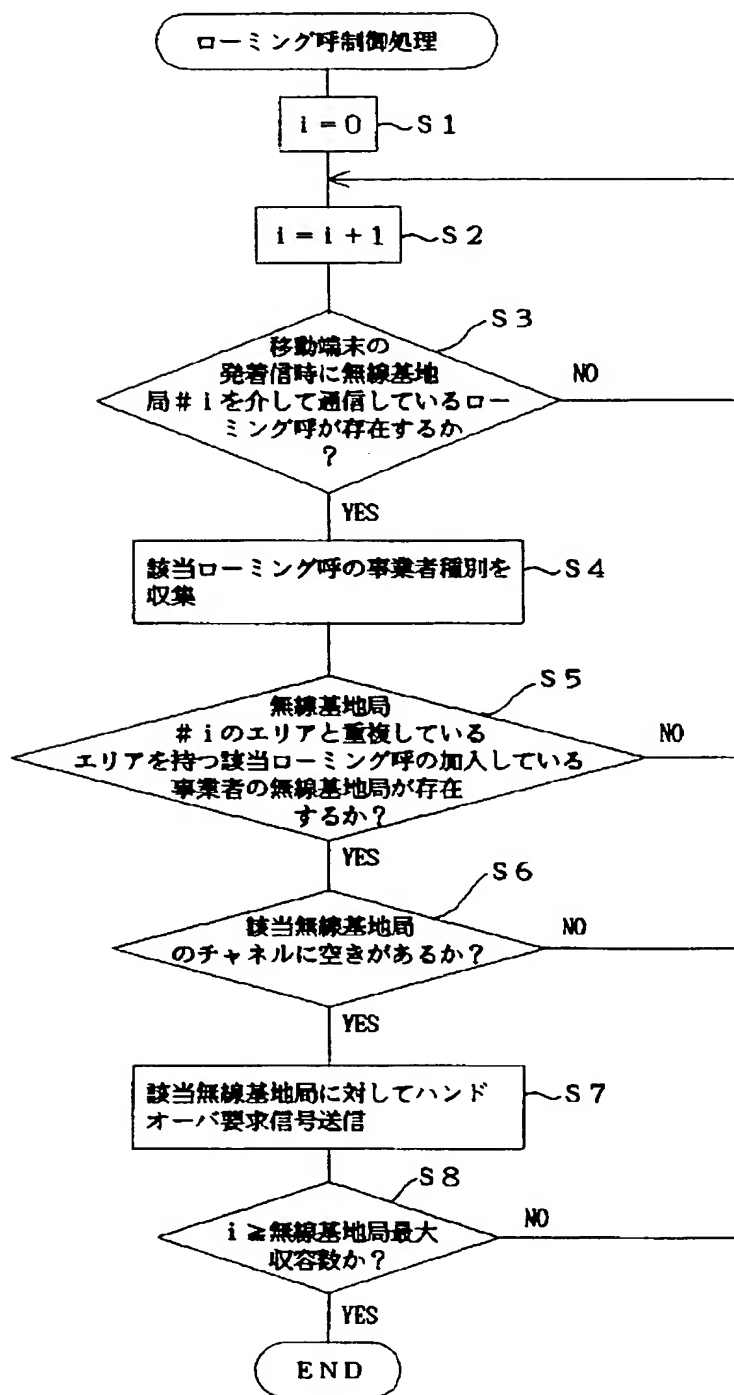 ローミング呼制御処理
i=0
S1
i=i+1
S2
S3
移動端末の
発着信時に無線基地
局#iを介して通信しているロー
ミング呼が存在するか
?
NO
YES
該当ローミング呼の事業者種別を
収集
S4
S5
無線基地局
#iのエリアと重複している
エリアを持つ該当ローミング呼の加入している
事業者の無線基地局が存在
するか?
NO
YES
S6
該当無線基地局
のチャネルに空きがあるか?
NO
YES
該当無線基地局に対してハンド
オーバ要求信号送信
S7
S8
i≧無線基地局最大
収容数か?
NO
YES
END